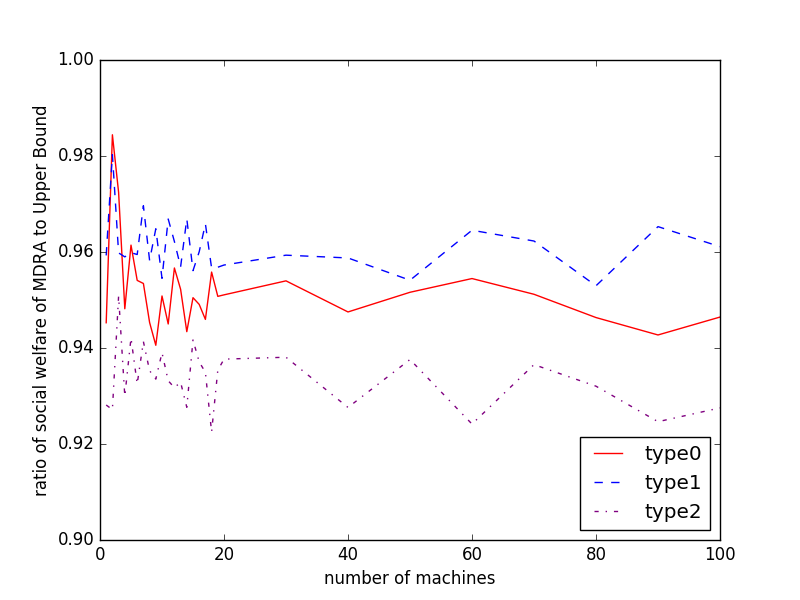 ratio of social welfare of MDRA to Upper Bound
1.00
0.98
0.96
0.94
0.92
0.90
0 20 40 60 80 100
number of machines
type0
type1
type2